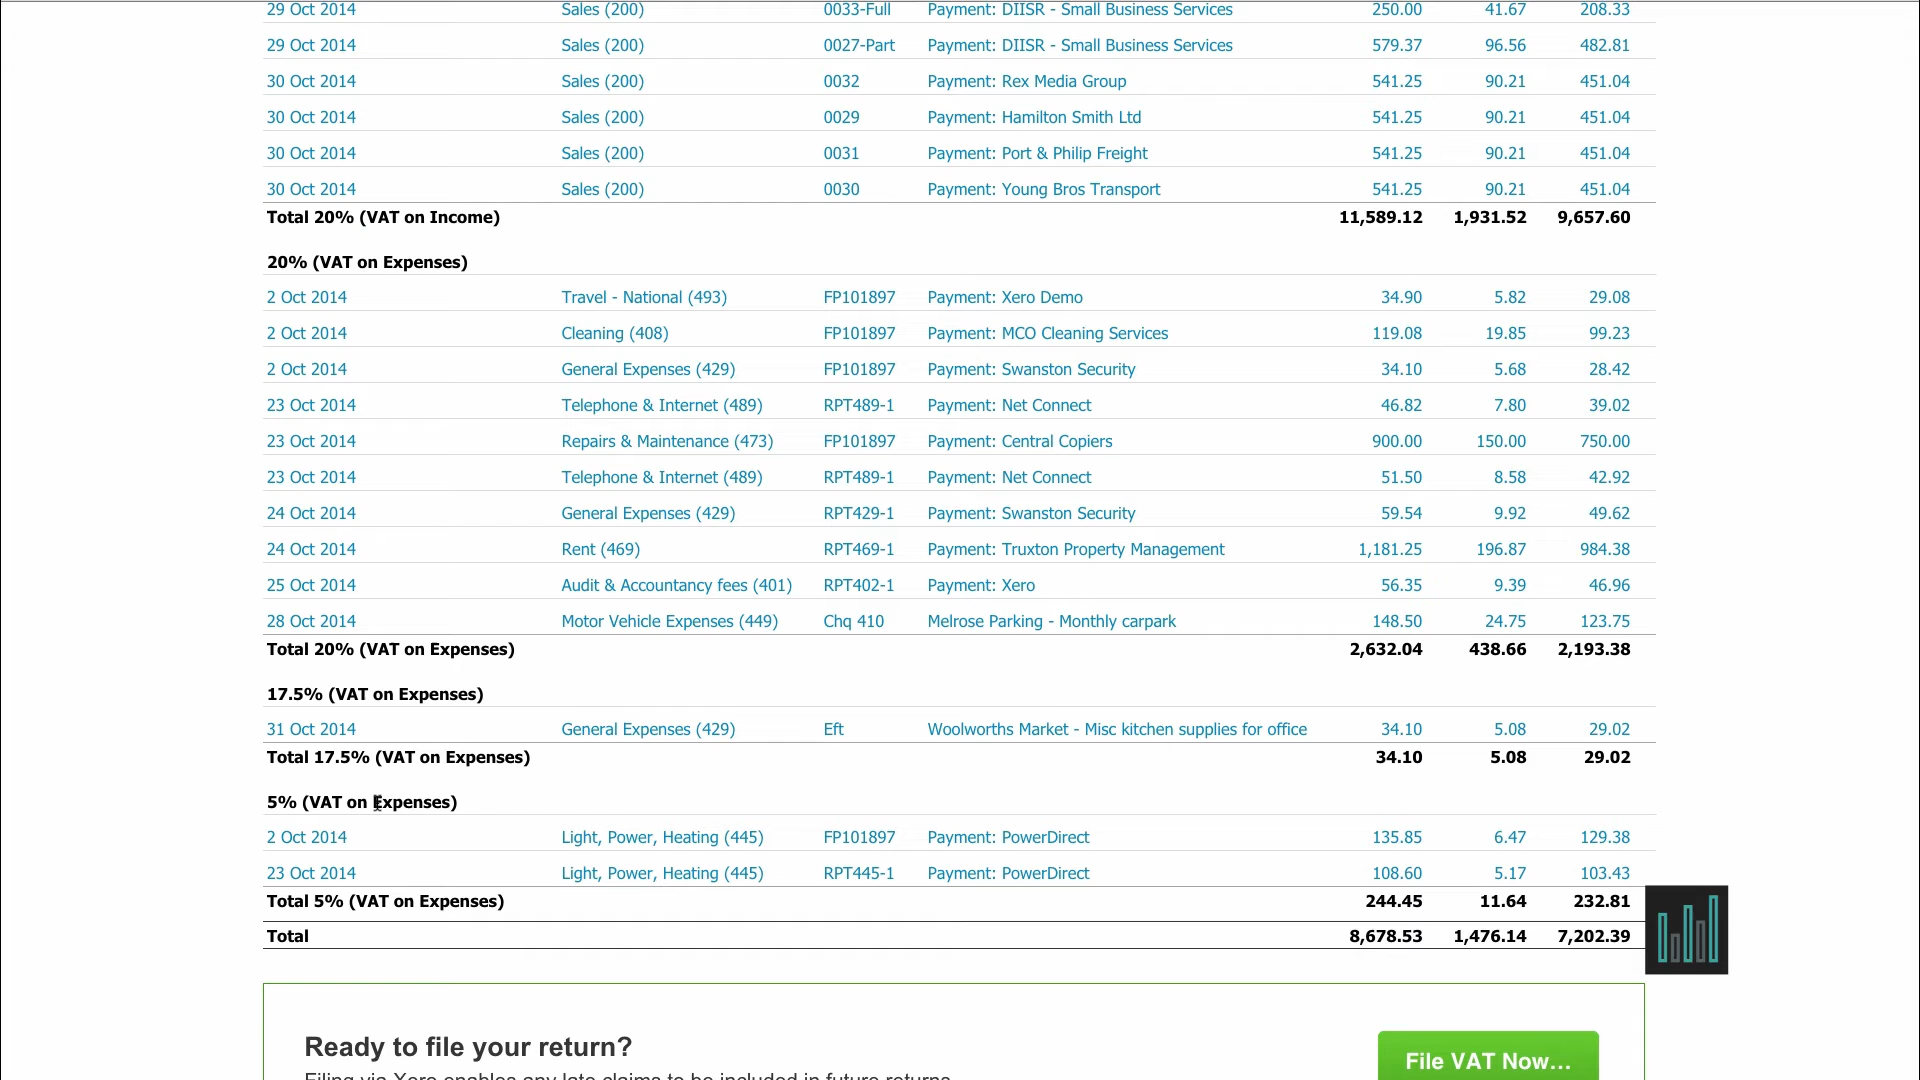 29 Oct 2014 Sales (200) 0033-Full Payment: DIISR - Small Business Services 250.00 41.67 208.33
29 Oct 2014 Sales (200) 0027-Part Payment: DIISR - Small Business Services 579.37 96.56 482.81
30 Oct 2014 Sales (200) 0032 Payment: Rex Media Group 541.25 90.21 451.04
30 Oct 2014 Sales (200) 0029 Payment: Hamilton Smith Ltd 541.25 90.21 451.04
30 Oct 2014 Sales (200) 0031 Payment: Port & Philip Freight 541.25 90.21 451.04
30 Oct 2014 Sales (200) 0030 Payment: Young Bros Transport 541.25 90.21 451.04
Total 20% (VAT on Income) 11,589.12 1,931.52 9,657.60
20% (VAT on Expenses)
2 Oct 2014 Travel - National (493) FP101897 Payment: Xero Demo 34.90 5.82 29.08
2 Oct 2014 Cleaning (408) FP101897 Payment: MCO Cleaning Services 119.08 19.85 99.23
2 Oct 2014 General Expenses (429) FP101897 Payment: Swanston Security 34.10 5.68 28.42
23 Oct 2014 Telephone & Internet (489) RPT489-1 Payment: Net Connect 46.82 7.80 39.02
23 Oct 2014 Repairs & Maintenance (473) FP101897 Payment: Central Copiers 900.00 150.00 750.00
23 Oct 2014 Telephone & Internet (489) RPT489-1 Payment: Net Connect 51.50 8.58 42.92
24 Oct 2014 General Expenses (429) RPT429-1 Payment: Swanston Security 59.54 9.92 49.62
24 Oct 2014 Rent (469) RPT469-1 Payment: Truxton Property Management 1,181.25 196.87 984.38
25 Oct 2014 Audit & Accountancy fees (401) RPT402-1 Payment: Xero 56.35 9.39 46.96
28 Oct 2014 Motor Vehicle Expenses (449) Chq 410 Melrose Parking - Monthly carpark 148.50 24.75 123.75
Total 20% (VAT on Expenses) 2,632.04 438.66 2,193.38
17.5% (VAT on Expenses)
31 Oct 2014 General Expenses (429) Eft Woolworths Market - Misc kitchen supplies for office 34.10 5.08 29.02
Total 17.5% (VAT on Expenses) 34.10 5.08 29.02
5% (VAT on Expenses)
2 Oct 2014 Light, Power, Heating (445) FP101897 Payment: PowerDirect 135.85 6.47 129.38
23 Oct 2014 Light, Power, Heating (445) RPT445-1 Payment: PowerDirect 108.60 5.17 103.43
Total 5% (VAT on Expenses) 244.45 11.64 232.81
Total 8,678.53 1,476.14 7,202.39
Ready to file your return?
File VAT Now...
Filing via Xero enables any late claims to be included in future returns